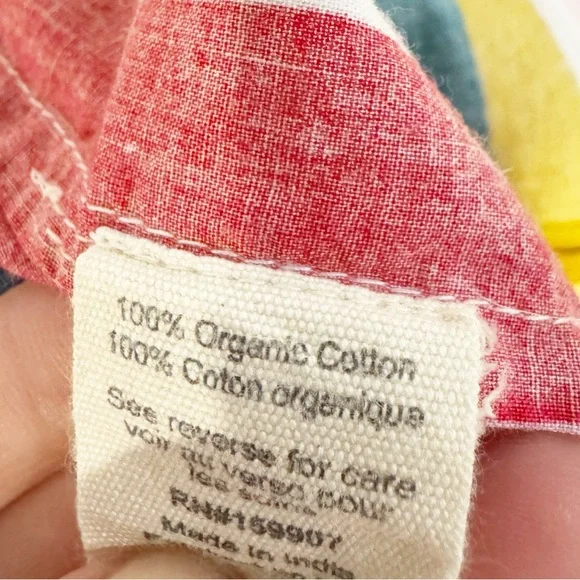 100% Organic Cotton
100% Coton organique
See reverse for care
voir au verso pour
les soins
RN#159907
Made in India